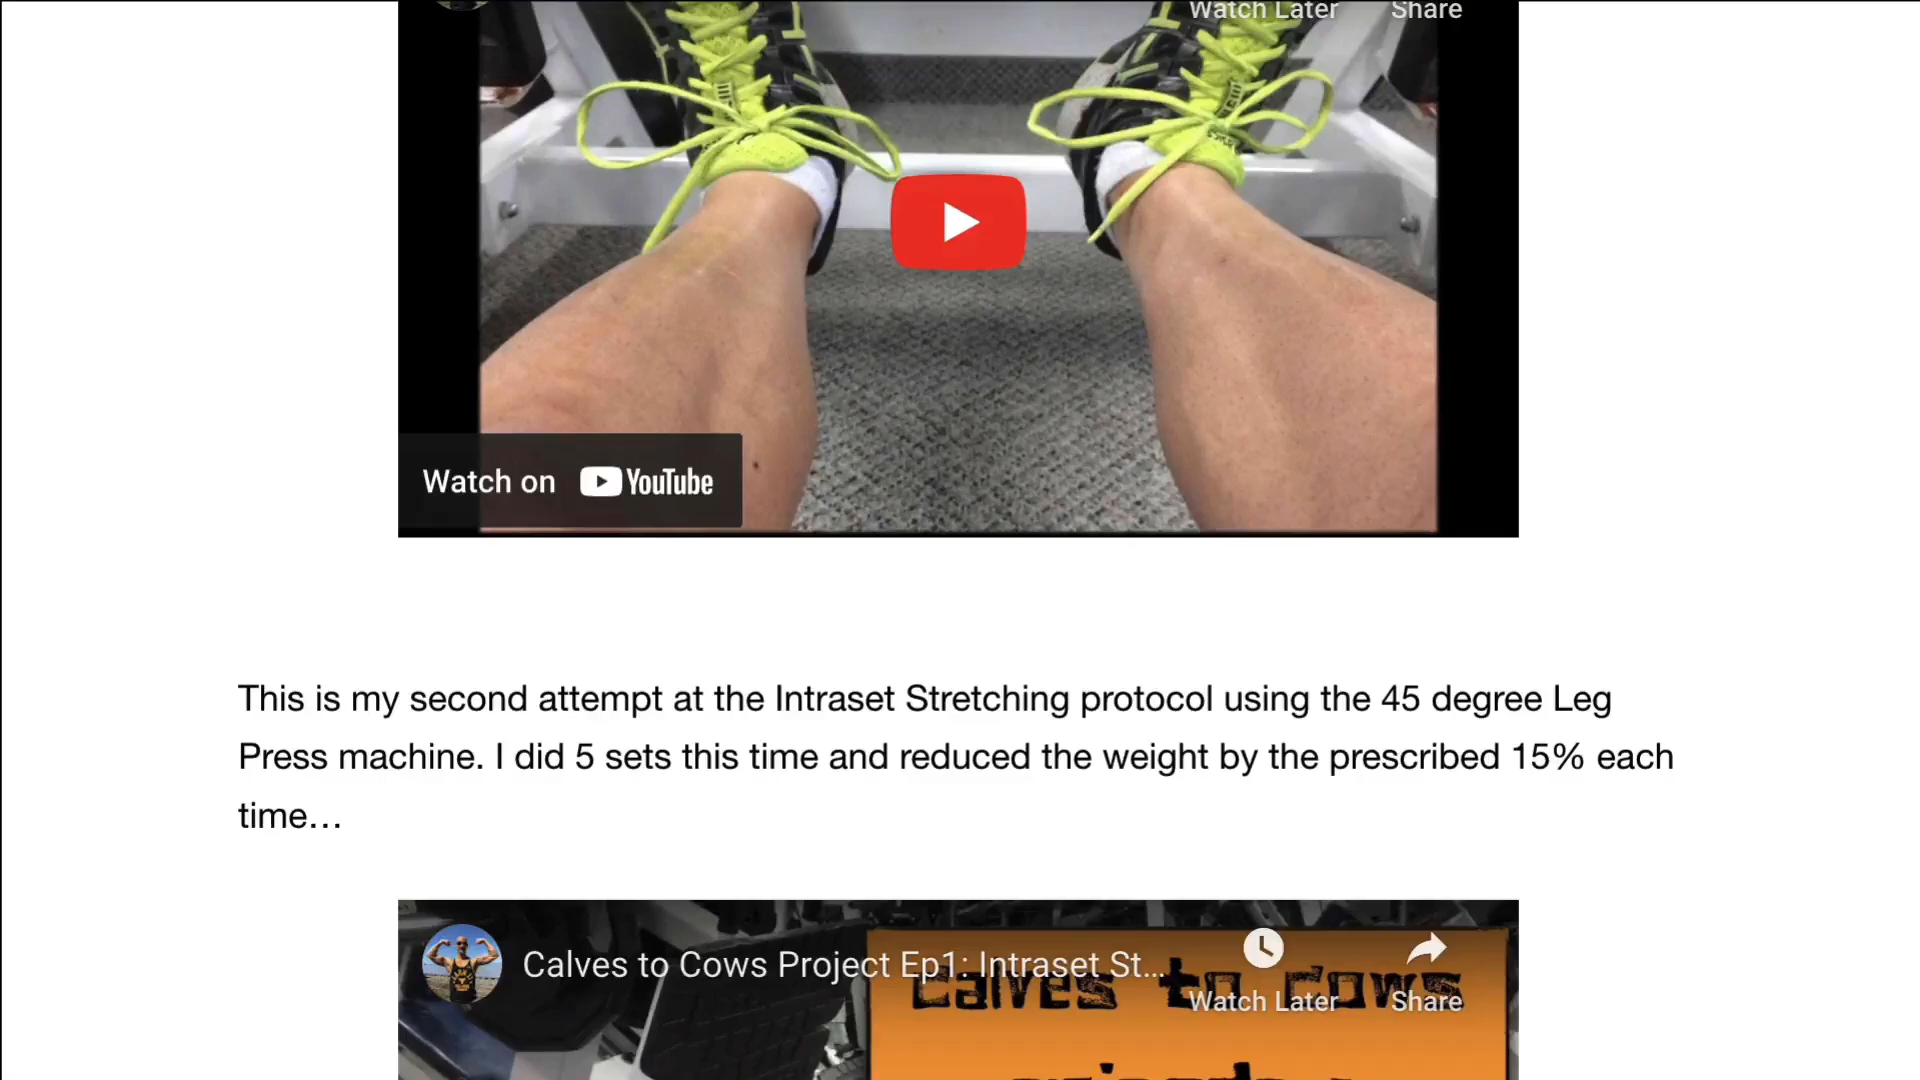 Watch Later Share
Watch on YouTube
This is my second attempt at the Intraset Stretching protocol using the 45 degree Leg
Press machine. I did 5 sets this time and reduced the weight by the prescribed 15% each
time…
Calves to Cows Project Ep1: Intraset St...
Calves to Cows
Watch Later Share